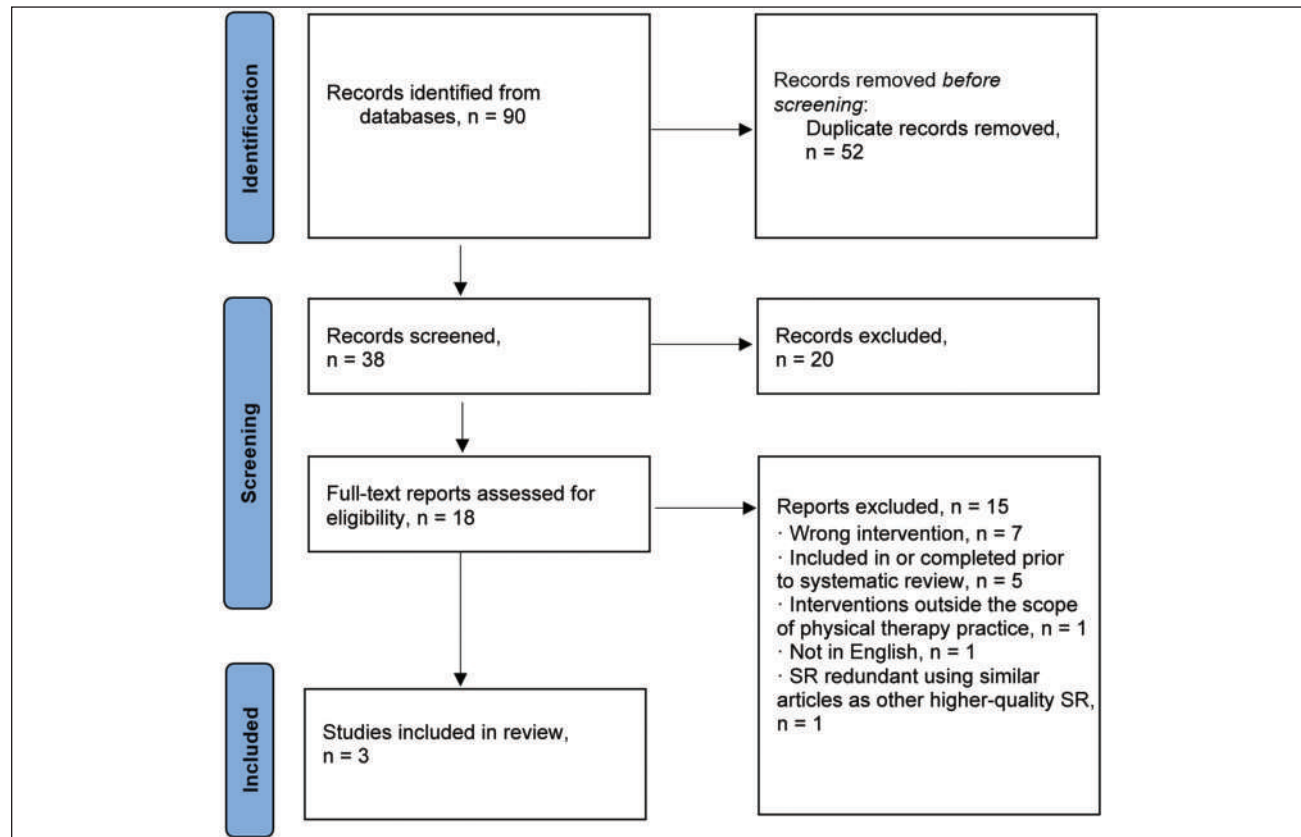 Identification
Records identified from
databases, n = 90
Records removed before
screening:
Duplicate records removed,
n = 52
Screening
Records screened,
n = 38
Records excluded,
n = 20
Full-text reports assessed for
eligibility, n = 18
Reports excluded, n = 15
· Wrong intervention, n = 7
· Included in or completed prior
to systematic review, n = 5
· Interventions outside the scope
of physical therapy practice, n = 1
· Not in English, n = 1
· SR redundant using similar
articles as other higher-quality SR,
n = 1
Included
Studies included in review,
n = 3